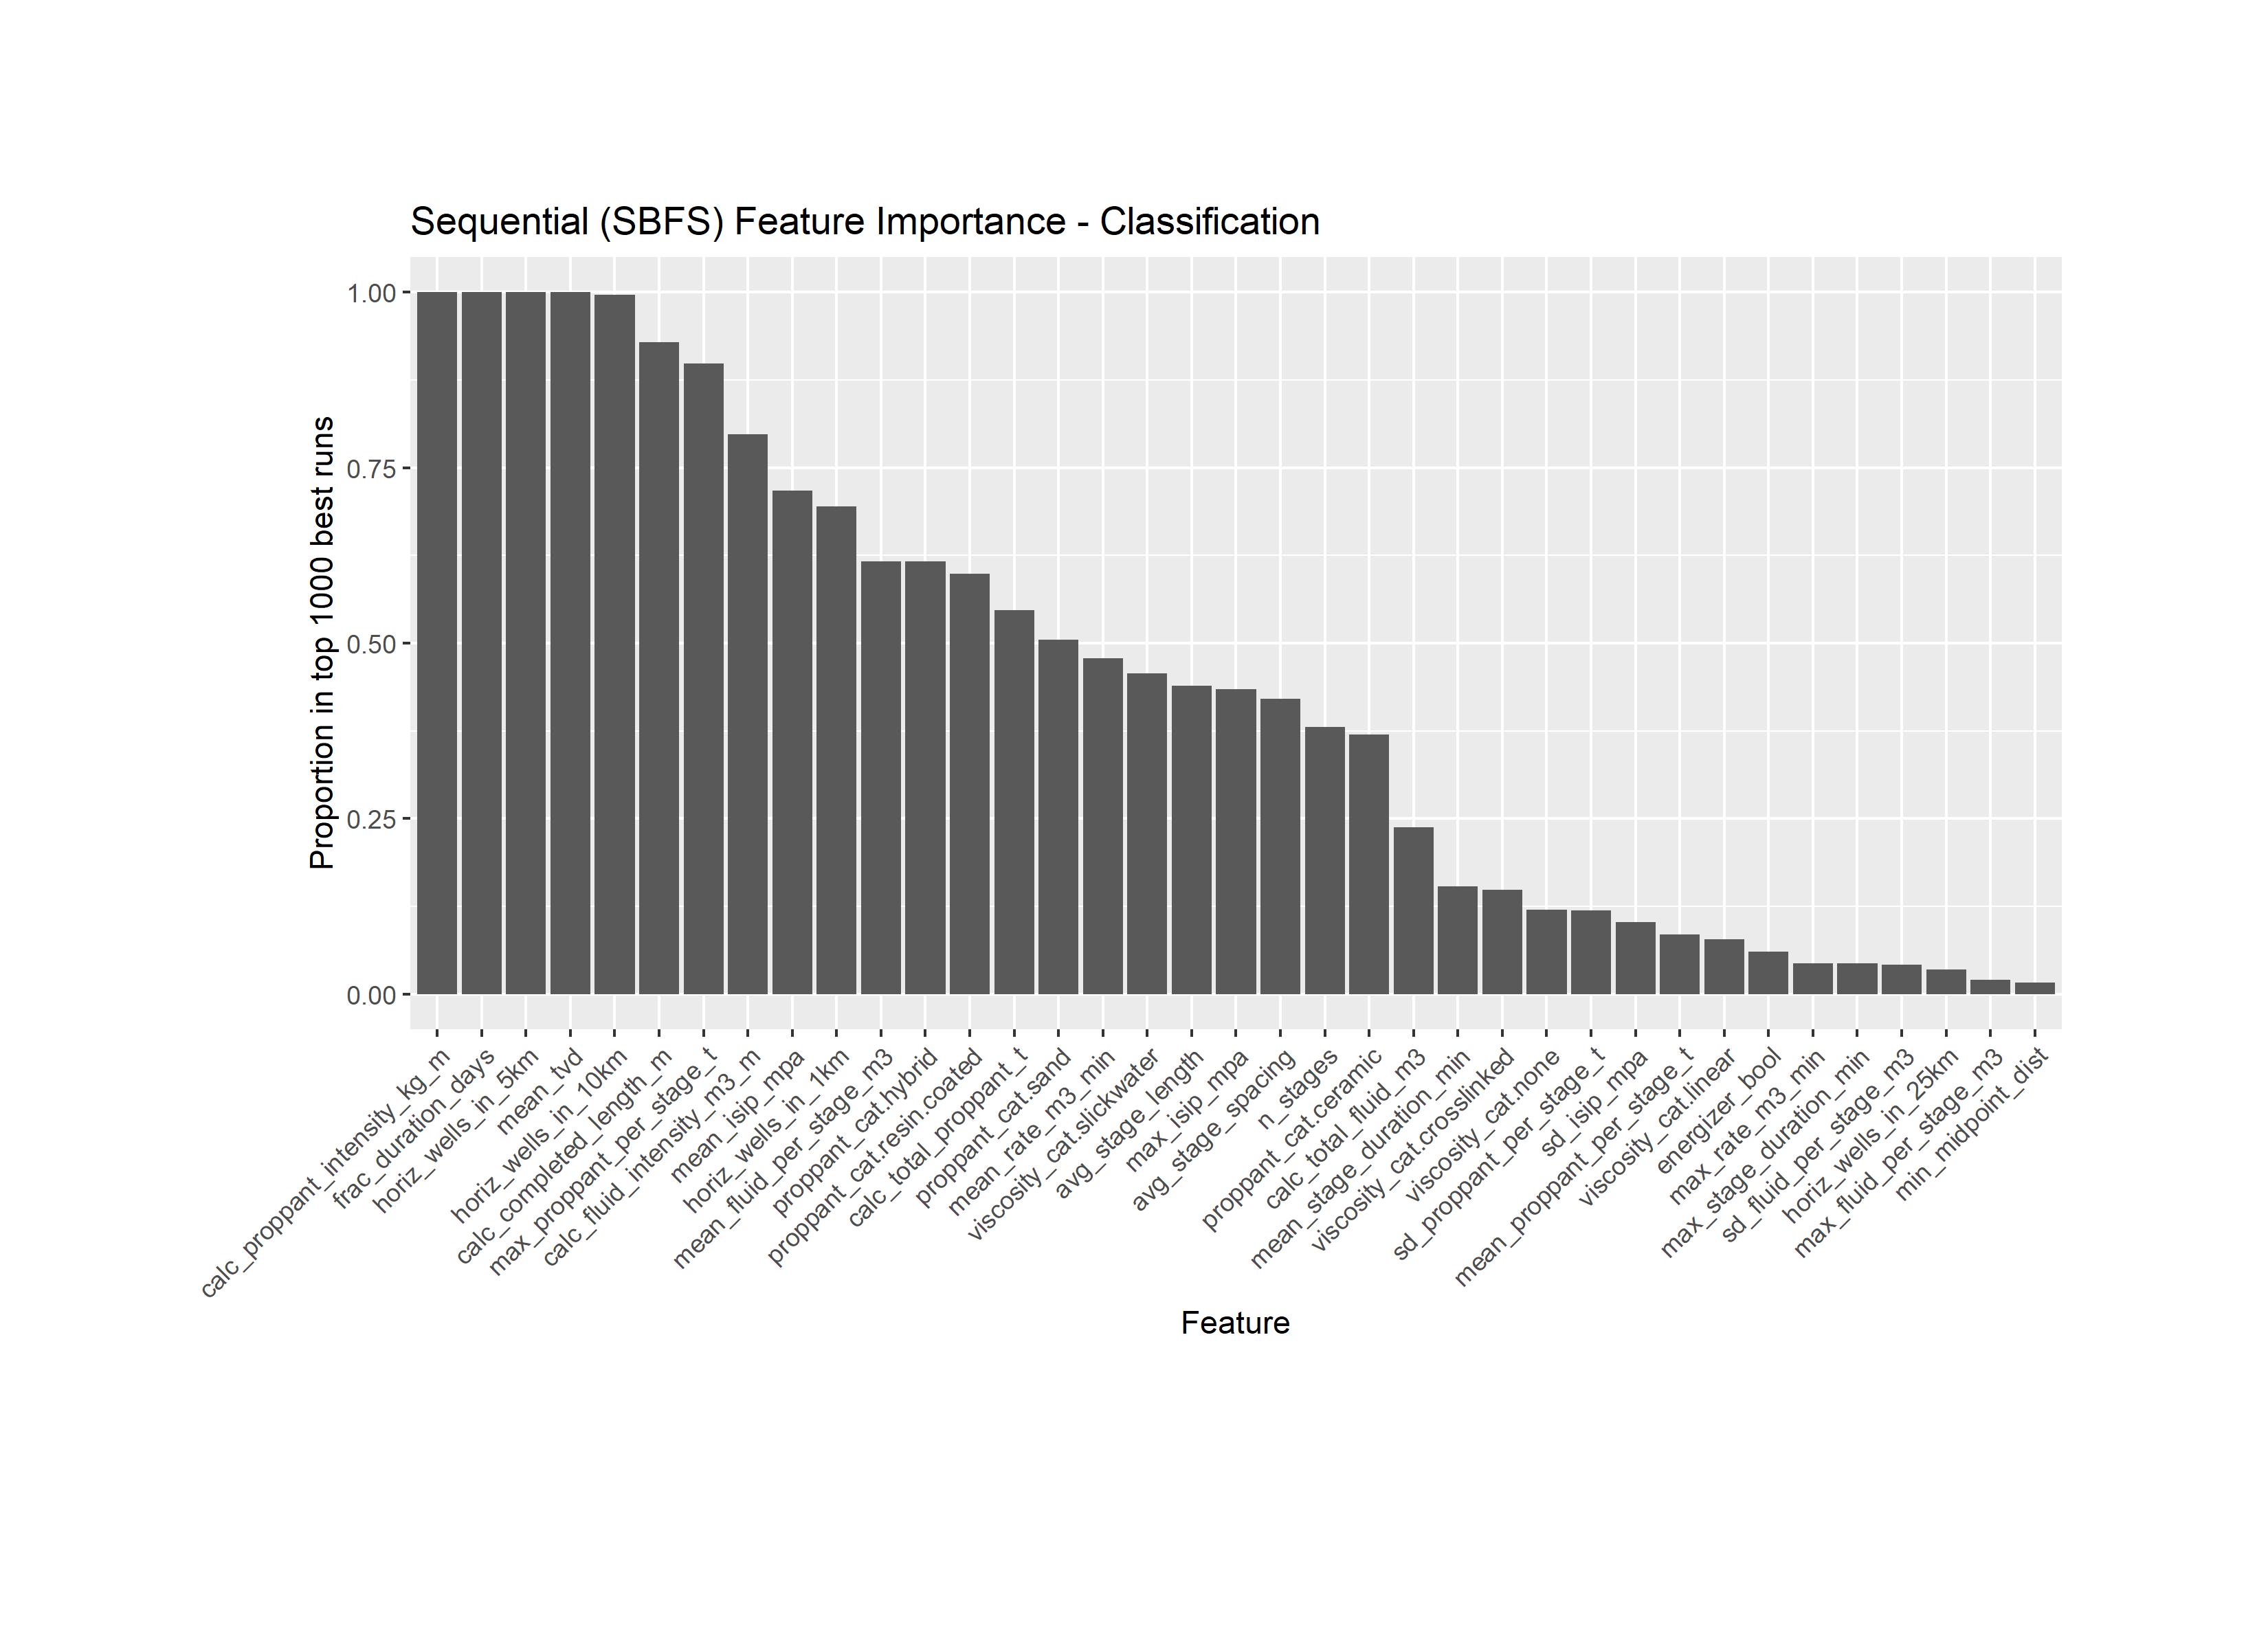 Sequential (SBFS) Feature Importance - Classification
Proportion in top 1000 best runs
1.00
0.75
0.50
0.25
0.00
calc_proppant_intensity_kg_m
frac_duration_days
horiz_wells_in_5km
mean_tvd
horiz_wells_in_10km
calc_completed_length_m
max_proppant_per_stage_t
calc_fluid_intensity_m3_m
mean_isip_mpa
horiz_wells_in_1km
mean_fluid_per_stage_m3
proppant_cat.hybrid
proppant_cat.resin.coated
calc_total_proppant_t
proppant_cat.sand
mean_rate_m3_min
viscosity_cat.slickwater
avg_stage_length
max_isip_mpa
avg_stage_spacing
n_stages
proppant_cat.ceramic
calc_total_fluid_m3
mean_stage_duration_min
viscosity_cat.crosslinked
viscosity_cat.none
sd_proppant_per_stage_t
sd_isip_mpa
mean_proppant_per_stage_t
viscosity_cat.linear
energizer_bool
max_rate_m3_min
max_stage_duration_min
sd_fluid_per_stage_m3
horiz_wells_in_25km
max_fluid_per_stage_m3
min_midpoint_dist
Feature